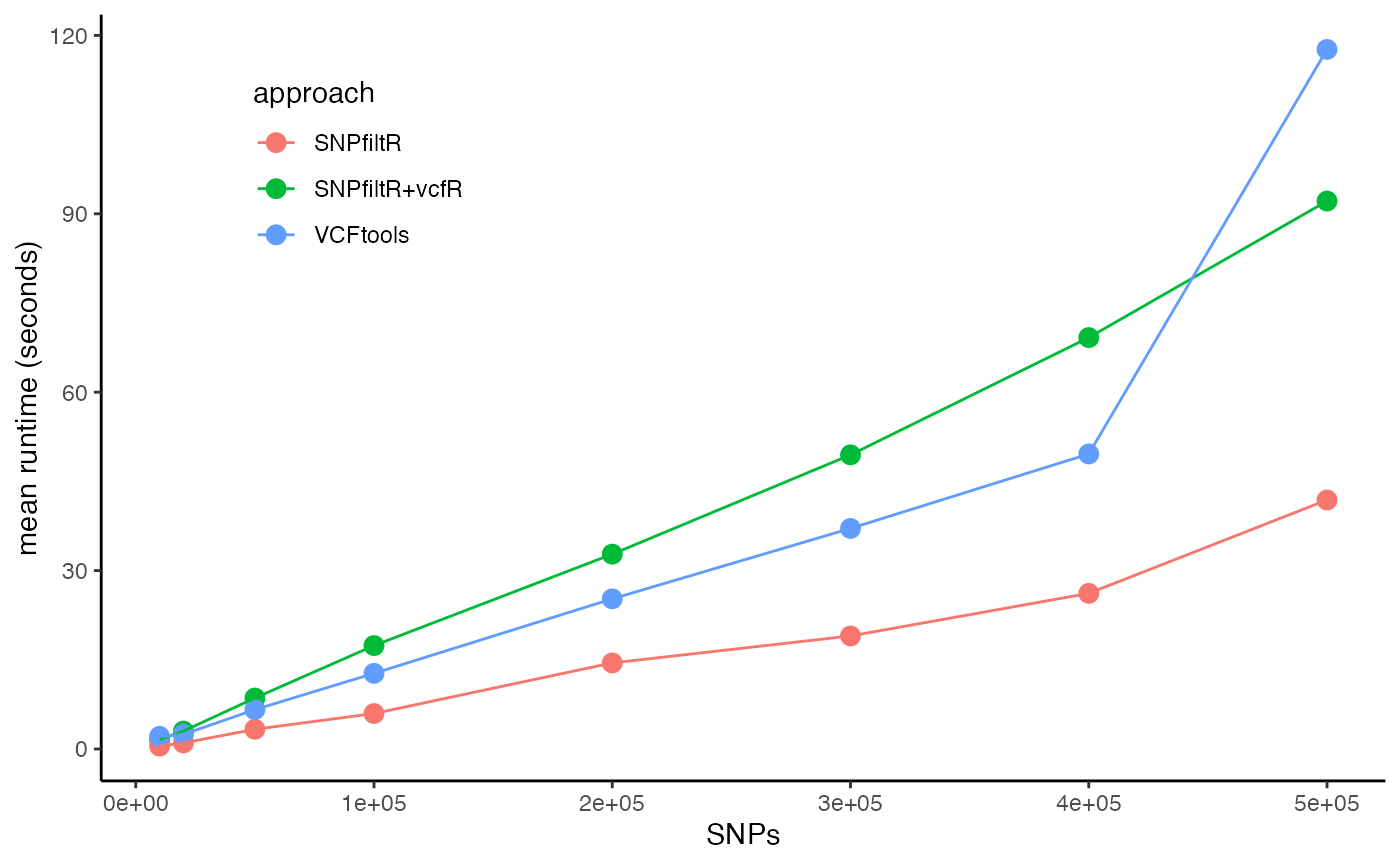 120
90
60
30
0
mean runtime (seconds)
approach
SNPfiltR
SNPfiltR+vcfR
VCFtools
0e+00 1e+05 2e+05 3e+05 4e+05 5e+05
SNPs